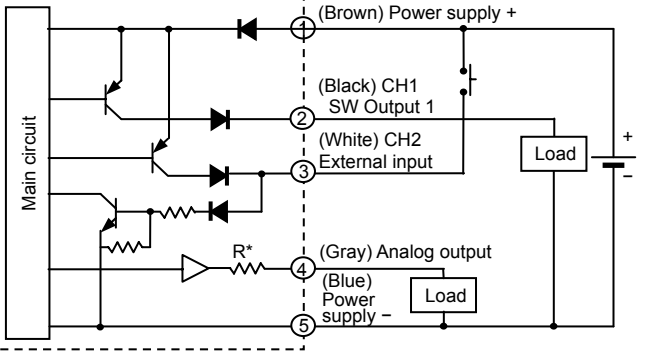 Main circuit
1
(Brown) Power supply +
(Black) CH1
SW Output 1
2
(White) CH2
External input
3
Load
+
−
R*
4
(Gray) Analog output
(Blue)
Power
supply −
Load
5